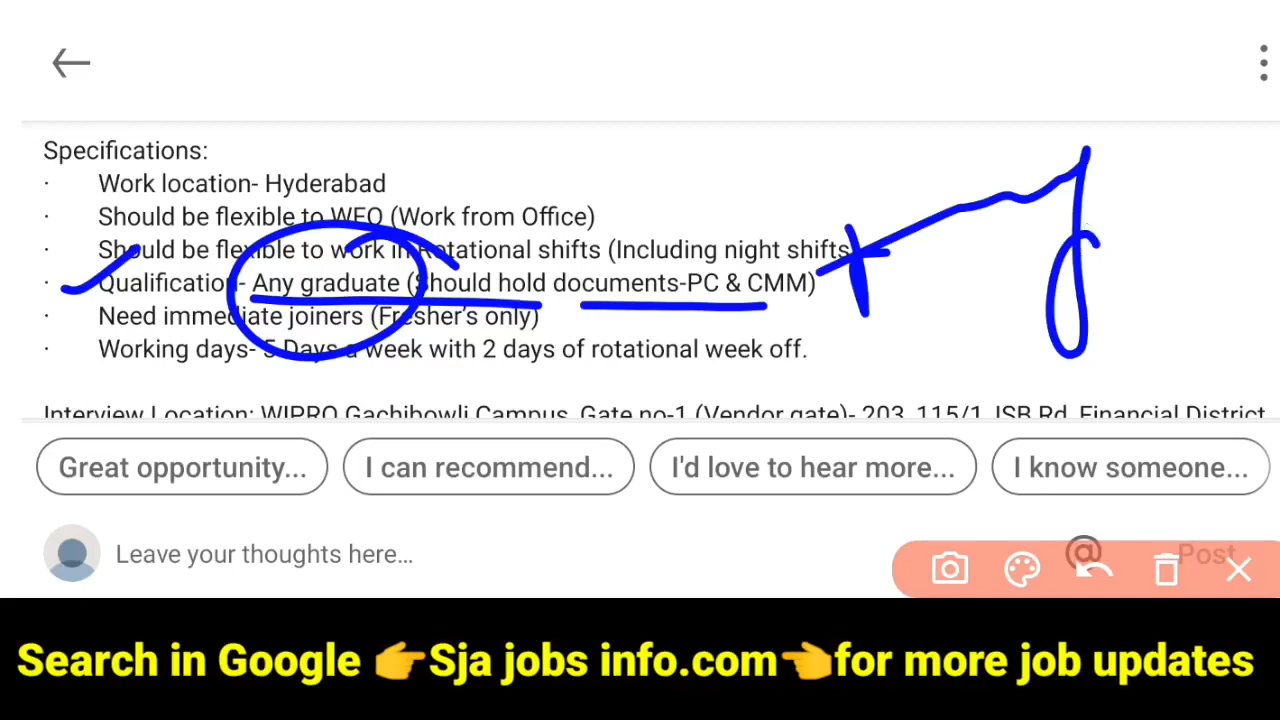 Specifications:
· Work location- Hyderabad
· Should be flexible to WFO (Work from Office)
· Should be flexible to work in Rotational shifts (Including night shifts
· Qualification- Any graduate (Should hold documents-PC & CMM)
· Need immediate joiners (Fresher's only)
· Working days- 5 Days a week with 2 days of rotational week off.
Interview Location: WIPRO Gachibowli Campus, Gate no-1 (Vendor gate)- 203, 115/1, ISB Rd, Financial District
Great opportunity...
I can recommend...
I'd love to hear more...
I know someone...
Leave your thoughts here...
@
Post
Search in Google 👉Sja jobs info.com👈for more job updates